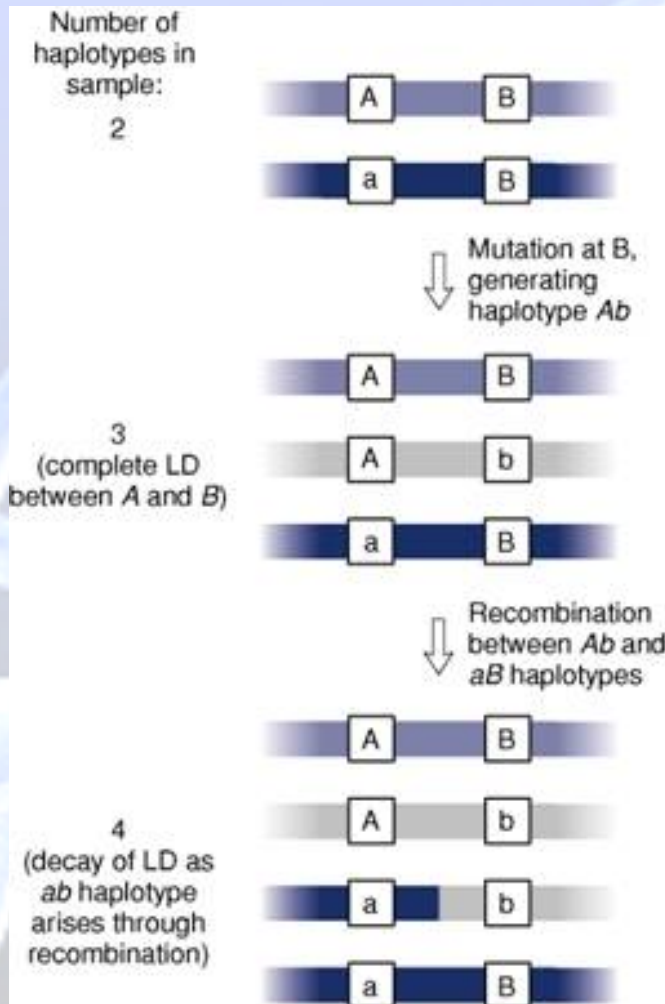 Number of
haplotypes in
sample:
2
A B
a B
Mutation at B,
generating
haplotype Ab
A B
3
(complete LD
between A and B)
A b
a B
Recombination
between Ab and
aB haplotypes
A B
4
(decay of LD as
ab haplotype
arises through
recombination)
A b
a b
a B